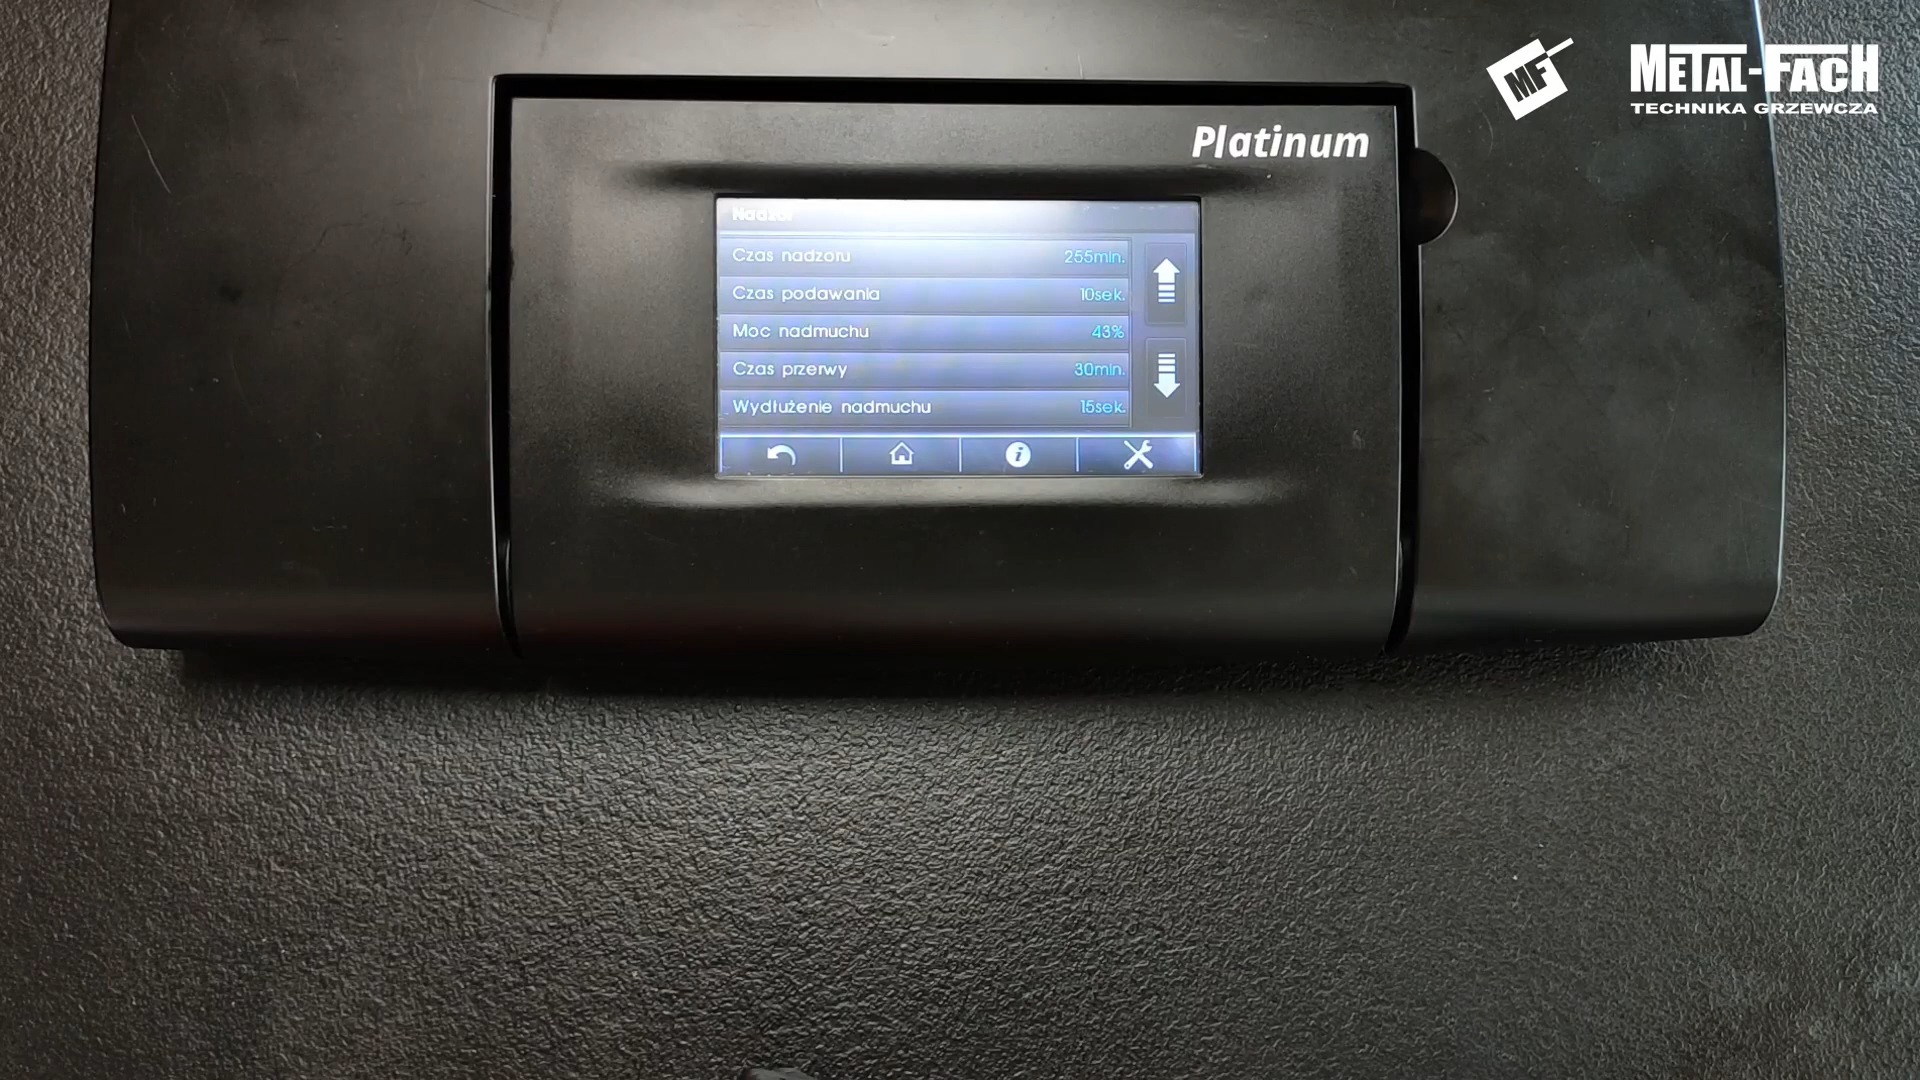 MF
METAL-FACH
TECHNIKA GRZEWCZA
Platinum
Nadzór
Czas nadzoru 255min.
Czas podawania 10sek.
Moc nadmuchu 43%
Czas przerwy 30min.
Wydłużenie nadmuchu 15sek.